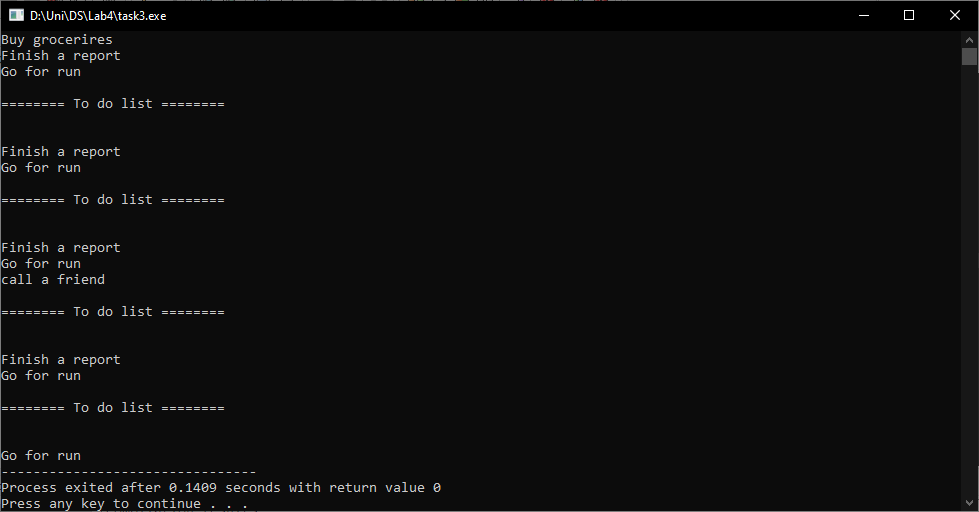 D:\Uni\DS\Lab4\task3.exe
Buy grocerires
Finish a report
Go for run
======== To do list ========
Finish a report
Go for run
======== To do list ========
Finish a report
Go for run
call a friend
======== To do list ========
Finish a report
Go for run
======== To do list ========
Go for run
--------------------------------
Process exited after 0.1409 seconds with return value 0
Press any key to continue . . .